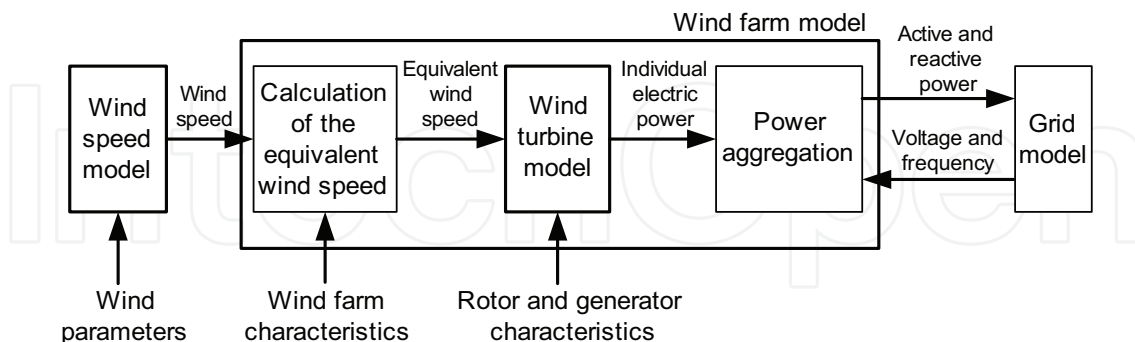 Wind farm model
Wind
speed
model
Wind
speed
Calculation
of the
equivalent
wind speed
Equivalent
wind
speed
Wind
turbine
model
Individual
electric
power
Power
aggregation
Active and
reactive
power
Voltage and
frequency
Grid
model
Wind
parameters
Wind farm
characteristics
Rotor and generator
characteristics
IntechOpen